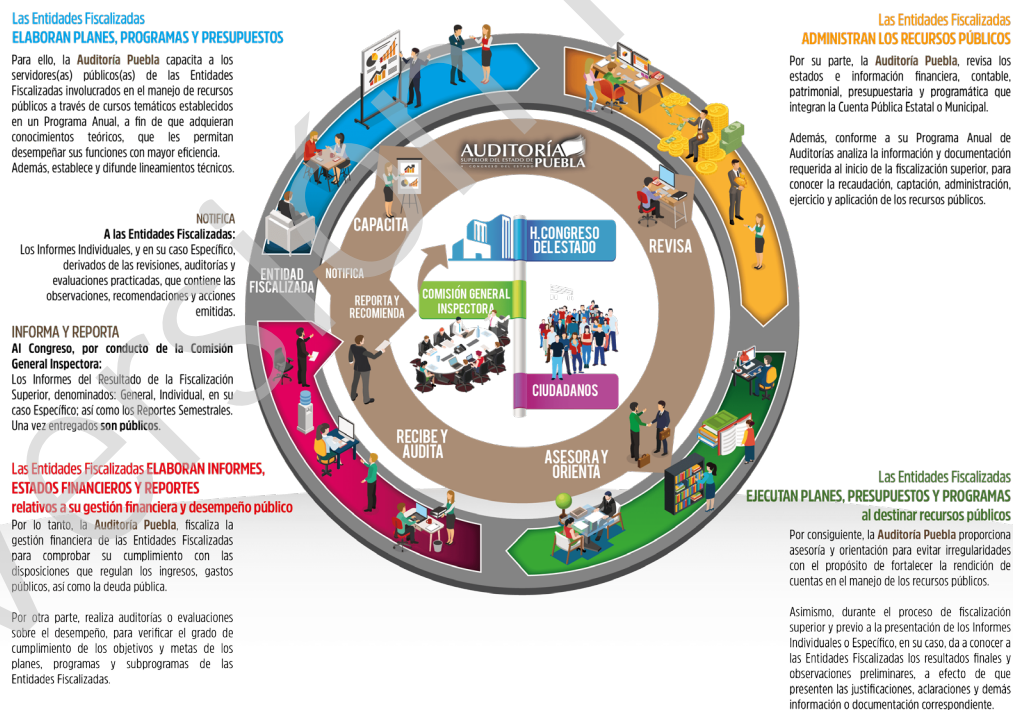 Las Entidades Fiscalizadas
ELABORAN PLANES, PROGRAMAS Y PRESUPUESTOS
Para ello, la Auditoría Puebla capacita a los
servidores(as) públicos(as) de las Entidades
Fiscalizadas involucrados en el manejo de recursos
públicos a través de cursos temáticos establecidos
en un Programa Anual, a fin de que adquieran
conocimientos teóricos, que les permitan
desempeñar sus funciones con mayor eficiencia.
Además, establece y difunde lineamientos técnicos.
NOTIFICA
A las Entidades Fiscalizadas:
Los Informes Individuales, y en su caso Específico,
derivados de las revisiones, auditorías y
evaluaciones practicadas, que contiene las
observaciones, recomendaciones y acciones
emitidas.
INFORMA Y REPORTA
Al Congreso, por conducto de la Comisión
General Inspectora:
Los Informes del Resultado de la Fiscalización
Superior, denominados: General, Individual, en su
caso Específico; así como los Reportes Semestrales.
Una vez entregados son públicos.
Las Entidades Fiscalizadas ELABORAN INFORMES,
ESTADOS FINANCIEROS Y REPORTES
relativos a su gestión financiera y desempeño público
Por lo tanto, la Auditoría Puebla, fiscaliza la
gestión financiera de las Entidades Fiscalizadas
para comprobar su cumplimiento con las
disposiciones que regulan los ingresos, gastos
públicos, así como la deuda pública.
Por otra parte, realiza auditorías o evaluaciones
sobre el desempeño, para verificar el grado de
cumplimiento de los objetivos y metas de los
planes, programas y subprogramas de las
Entidades Fiscalizadas.
AUDITORÍA
SUPERIOR DEL ESTADO DE PUEBLA
H. CONGRESO DEL ESTADO
CAPACITA
REVISA
H. CONGRESO
DEL ESTADO
ENTIDAD
FISCALIZADA
NOTIFICA
REPORTA Y
RECOMIENDA
COMISIÓN GENERAL
INSPECTORA
CIUDADANOS
RECIBE Y
AUDITA
ASESORA Y
ORIENTA
Las Entidades Fiscalizadas
ADMINISTRAN LOS RECURSOS PÚBLICOS
Por su parte, la Auditoría Puebla, revisa los
estados e información financiera, contable,
patrimonial, presupuestaria y programática que
integran la Cuenta Pública Estatal o Municipal.
Además, conforme a su Programa Anual de
Auditorías analiza la información y documentación
requerida al inicio de la fiscalización superior, para
conocer la recaudación, captación, administración,
ejercicio y aplicación de los recursos públicos.
Las Entidades Fiscalizadas
EJECUTAN PLANES, PRESUPUESTOS Y PROGRAMAS
al destinar recursos públicos
Por consiguiente, la Auditoría Puebla proporciona
asesoría y orientación para evitar irregularidades
con el propósito de fortalecer la rendición de
cuentas en el manejo de los recursos públicos.
Asimismo, durante el proceso de fiscalización
superior y previo a la presentación de los Informes
Individuales o Específico, en su caso, da a conocer a
las Entidades Fiscalizadas los resultados finales y
observaciones preliminares, a efecto de que
presenten las justificaciones, aclaraciones y demás
información o documentación correspondiente.